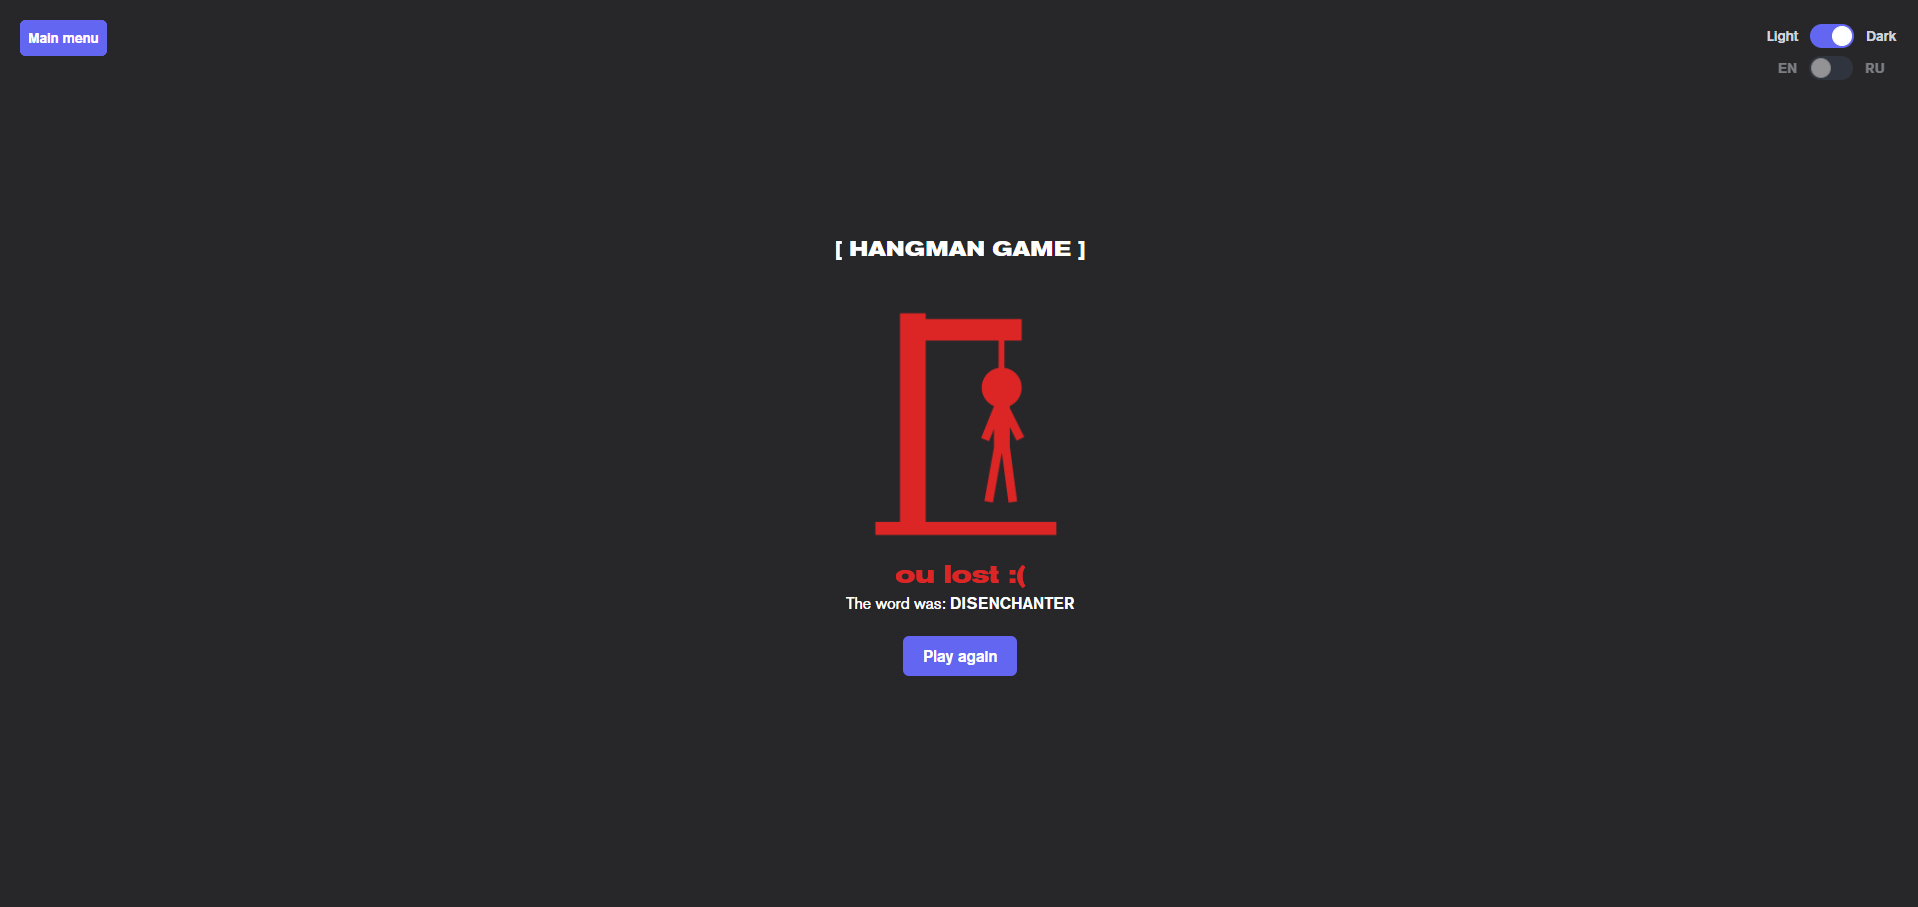 Main menu
Light Dark
EN RU
[ HANGMAN GAME ]
ou lost :(
The word was: DISENCHANTER
Play again